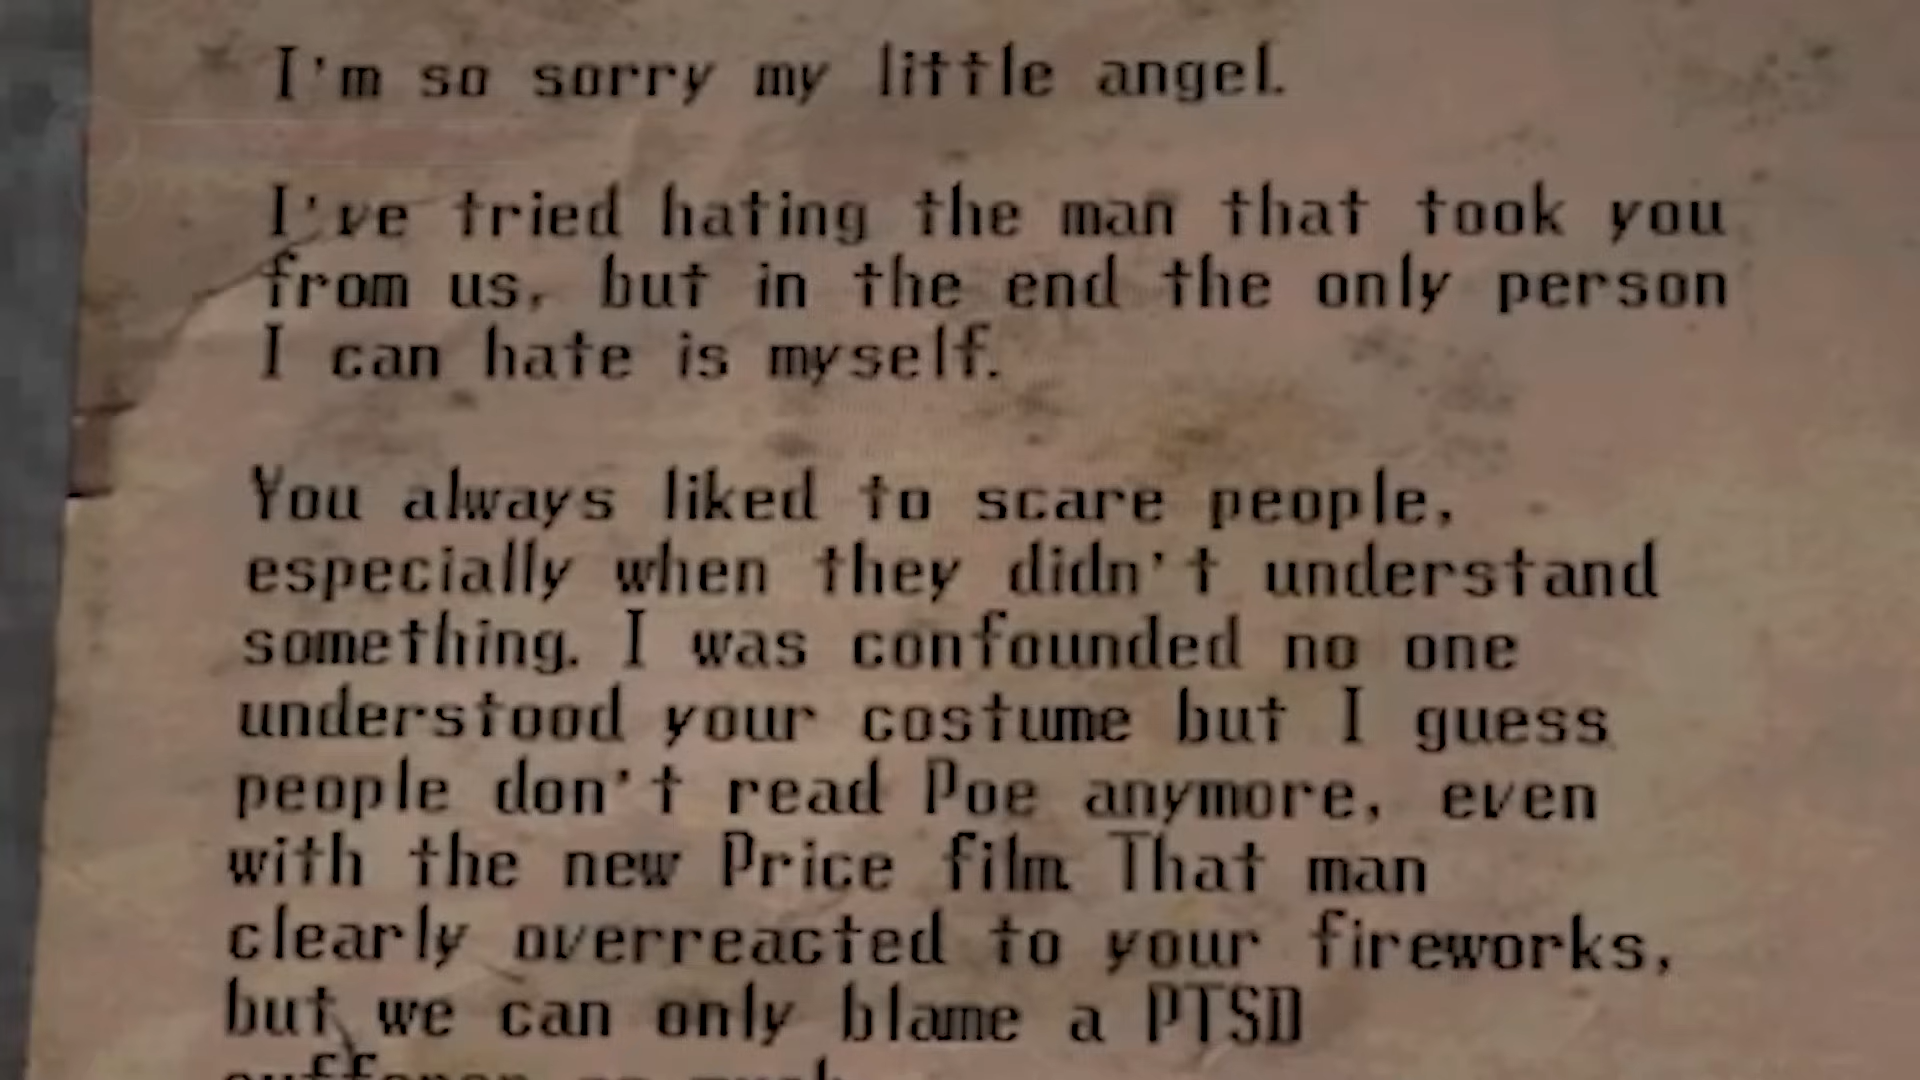 I'm so sorry my little angel.
I've tried hating the man that took you
from us, but in the end the only person
I can hate is myself.
You always liked to scare people,
especially when they didn't understand
something. I was confounded no one
understood your costume but I guess
people don't read Poe anymore, even
with the new Price film. That man
clearly overreacted to your fireworks,
but we can only blame a PTSD